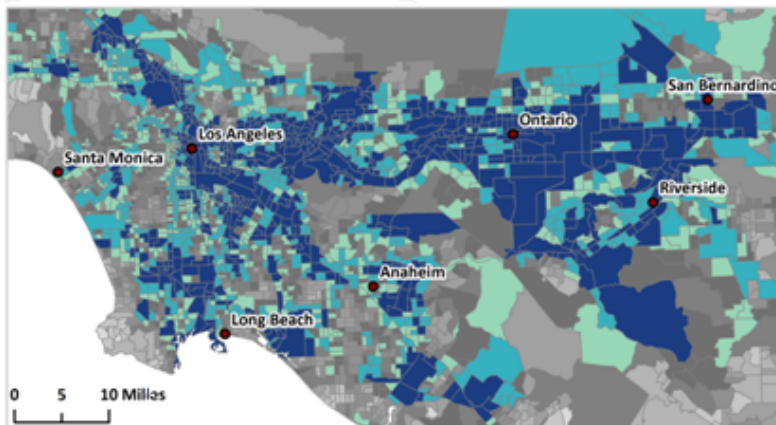 San Bernardino
Los Angeles
Ontario
Santa Monica
Riverside
Anaheim
Long Beach
0 5 10 Miles